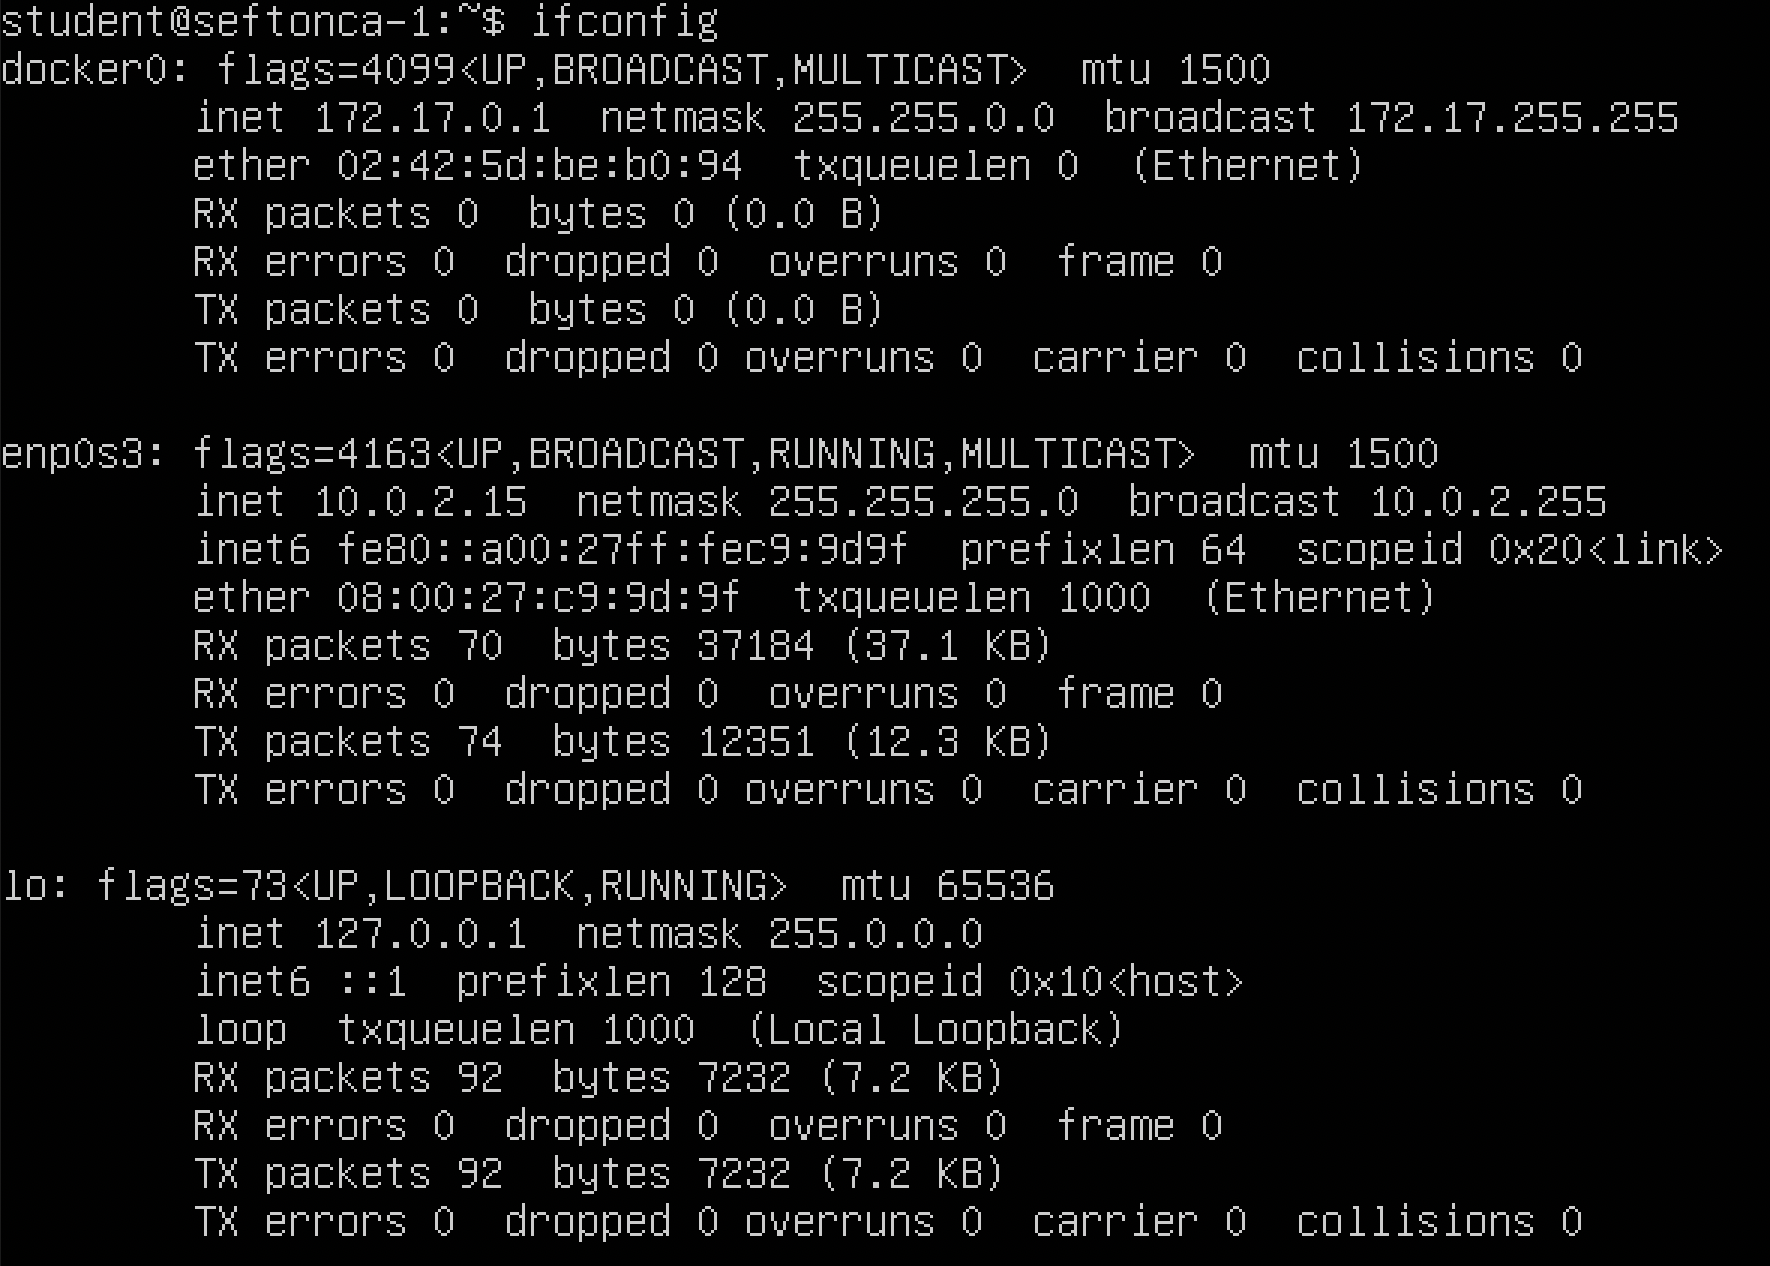 student@seftonca-1:~$ ifconfig
docker0: flags=4099<UP,BROADCAST,MULTICAST>  mtu 1500
        inet 172.17.0.1  netmask 255.255.0.0  broadcast 172.17.255.255
        ether 02:42:5d:be:b0:94  txqueuelen 0  (Ethernet)
        RX packets 0  bytes 0 (0.0 B)
        RX errors 0  dropped 0  overruns 0  frame 0
        TX packets 0  bytes 0 (0.0 B)
        TX errors 0  dropped 0 overruns 0  carrier 0  collisions 0

enp0s3: flags=4163<UP,BROADCAST,RUNNING,MULTICAST>  mtu 1500
        inet 10.0.2.15  netmask 255.255.255.0  broadcast 10.0.2.255
        inet6 fe80::a00:27ff:fec9:9d9f  prefixlen 64  scopeid 0x20<link>
        ether 08:00:27:c9:9d:9f  txqueuelen 1000  (Ethernet)
        RX packets 70  bytes 37184 (37.1 KB)
        RX errors 0  dropped 0  overruns 0  frame 0
        TX packets 74  bytes 12351 (12.3 KB)
        TX errors 0  dropped 0 overruns 0  carrier 0  collisions 0

lo: flags=73<UP,LOOPBACK,RUNNING>  mtu 65536
        inet 127.0.0.1  netmask 255.0.0.0
        inet6 ::1  prefixlen 128  scopeid 0x10<host>
        loop  txqueuelen 1000  (Local Loopback)
        RX packets 92  bytes 7232 (7.2 KB)
        RX errors 0  dropped 0  overruns 0  frame 0
        TX packets 92  bytes 7232 (7.2 KB)
        TX errors 0  dropped 0 overruns 0  carrier 0  collisions 0